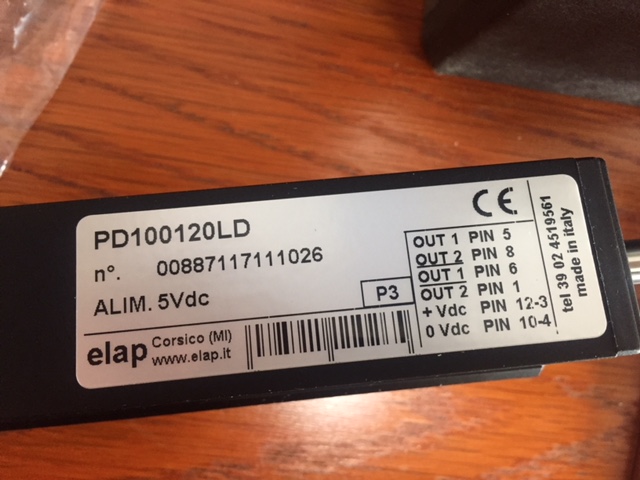 PD100120LD
n°. 00887117111026
ALIM. 5Vdc
P3
elap
Corsico (MI)
www.elap.it
CE
OUT 1 PIN 5
OUT 2 PIN 8
OUT 1 PIN 6
OUT 2 PIN 1
+ Vdc PIN 12-3
0 Vdc PIN 10-4
tel 39 02 4519561
made in italy